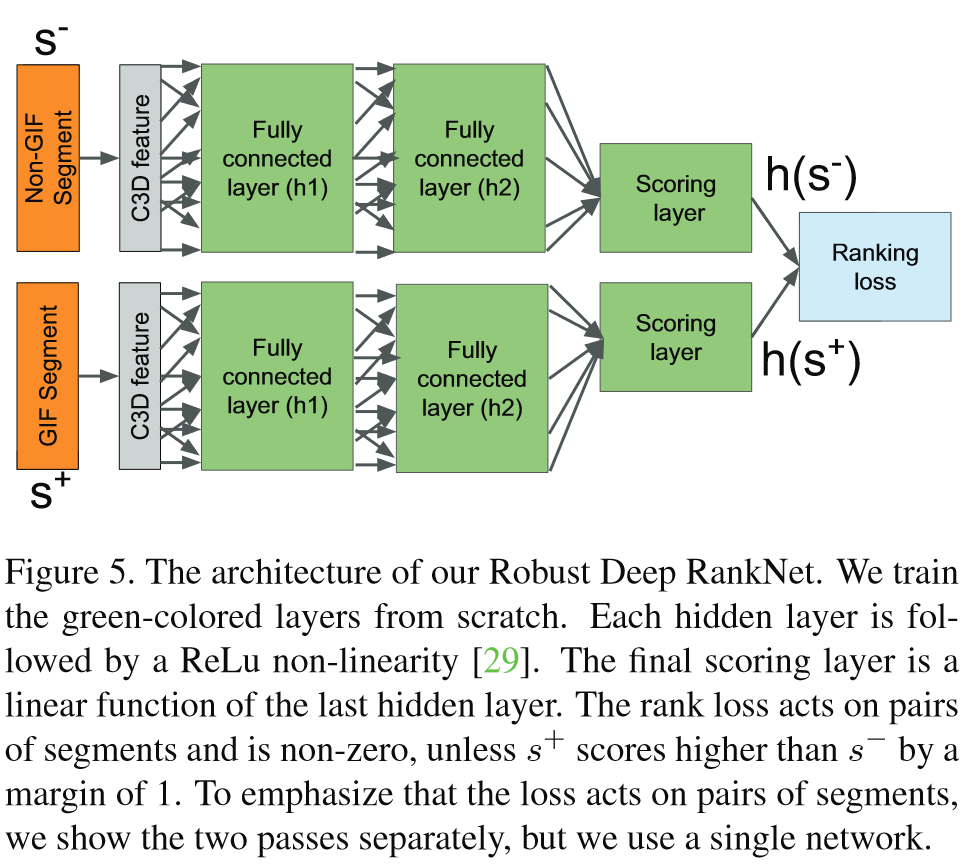 s⁻
Non-GIF
Segment
C3D feature
Fully
connected
layer (h1)
Fully
connected
layer (h2)
Scoring
layer
h(s⁻)
Ranking
loss
GIF Segment
s⁺
C3D feature
Fully
connected
layer (h1)
Fully
connected
layer (h2)
Scoring
layer
h(s⁺)
Figure 5. The architecture of our Robust Deep RankNet. We train
the green-colored layers from scratch. Each hidden layer is fol-
lowed by a ReLu non-linearity [29]. The final scoring layer is a
linear function of the last hidden layer. The rank loss acts on pairs
of segments and is non-zero, unless s⁺ scores higher than s⁻ by a
margin of 1. To emphasize that the loss acts on pairs of segments,
we show the two passes separately, but we use a single network.